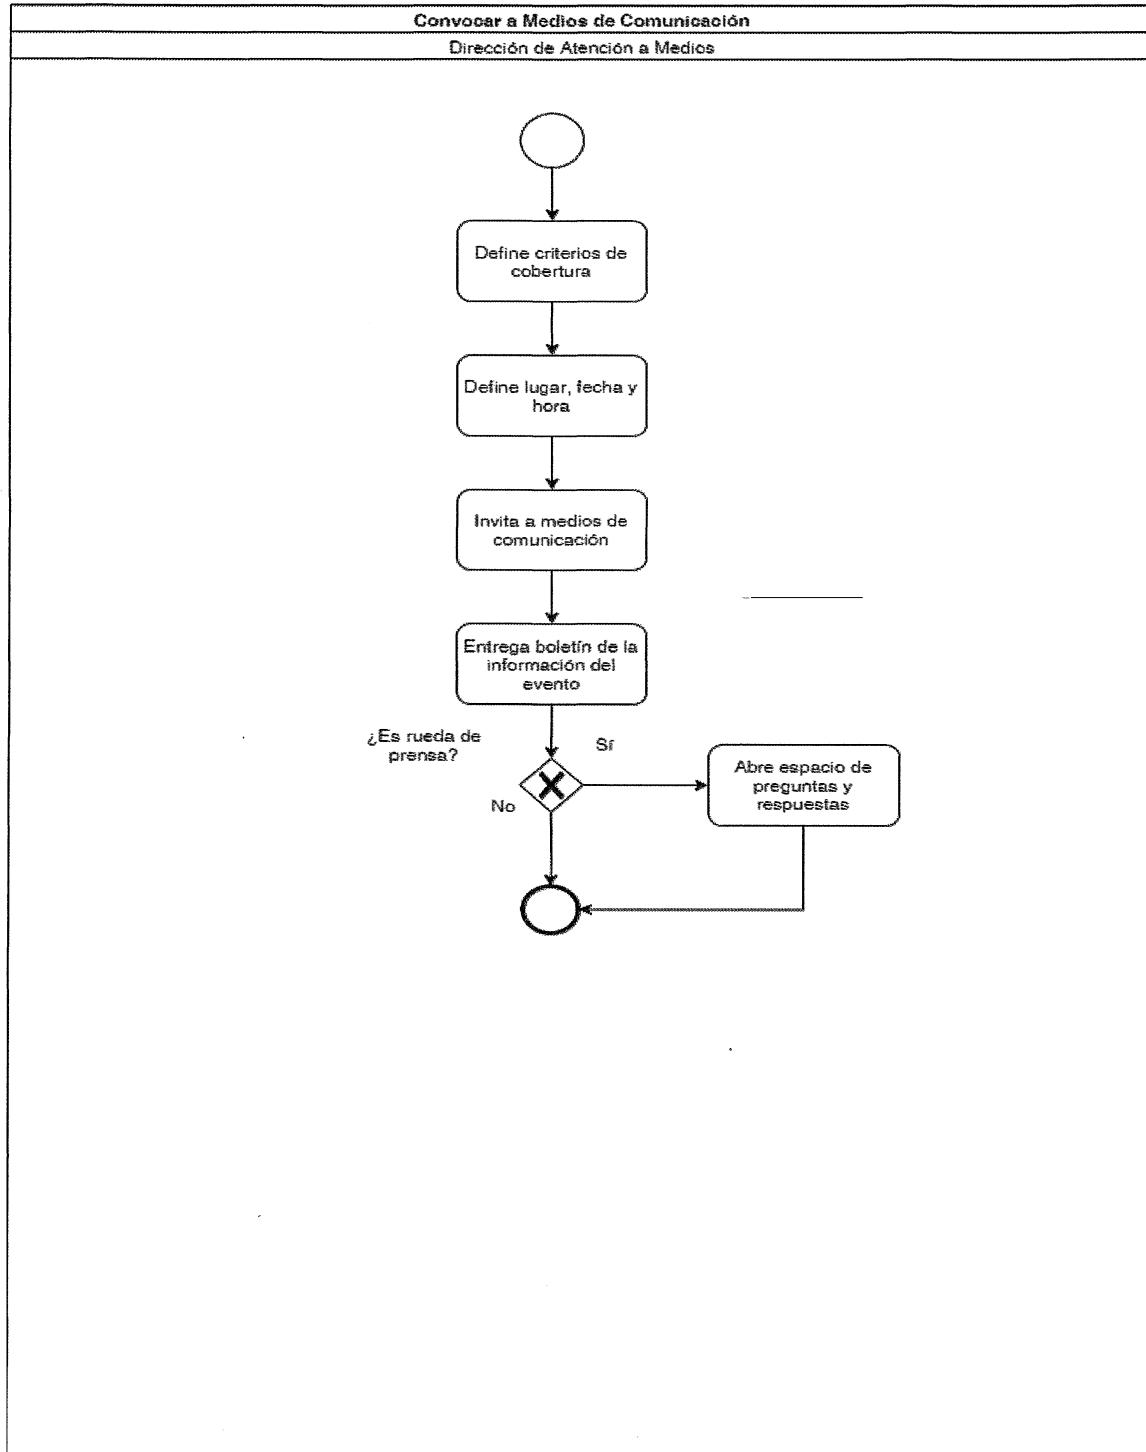 Convocar a Medios de Comunicación
Dirección de Atención a Medios
Define criterios de
cobertura
Define lugar, fecha y
hora
Invita a medios de
comunicación
Entrega boletín de la
información del
evento
¿Es rueda de
prensa?
Sí
No
Abre espacio de
preguntas y
respuestas